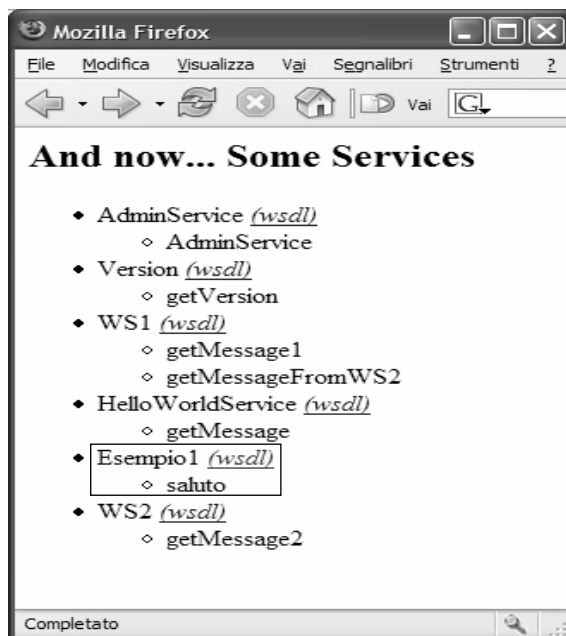 Mozilla Firefox
File Modifica Visualizza Vai Segnalibri Strumenti ?
Vai G
And now... Some Services
AdminService (wsdl)
AdminService
Version (wsdl)
getVersion
WS1 (wsdl)
getMessage1
getMessageFromWS2
HelloWorldService (wsdl)
getMessage
Esempio1 (wsdl)
saluto
WS2 (wsdl)
getMessage2
Completato